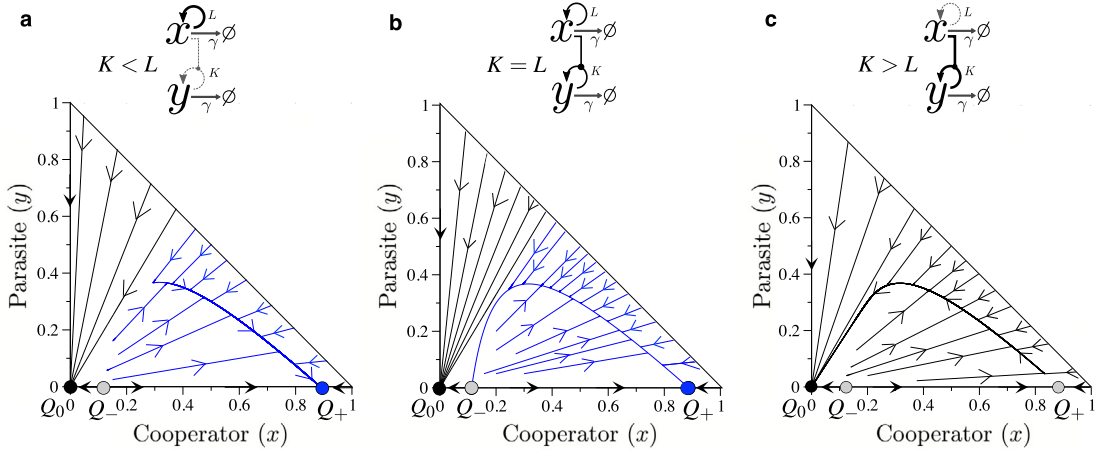 a
x
L
γ
∅
K < L
K
y
γ
∅
Parasite (y)
1
0.8
0.6
0.4
0.2
0
0.2
0.4
0.6
0.8
1
Q₀
Q₋
Q₊
Cooperator (x)
b
x
L
γ
∅
K = L
K
y
γ
∅
Parasite (y)
1
0.8
0.6
0.4
0.2
0
0.2
0.4
0.6
0.8
1
Q₀
Q₋
Q₊
Cooperator (x)
c
x
L
γ
∅
K > L
K
y
γ
∅
Parasite (y)
1
0.8
0.6
0.4
0.2
0
0.2
0.4
0.6
0.8
1
Q₀
Q₋
Q₊
Cooperator (x)